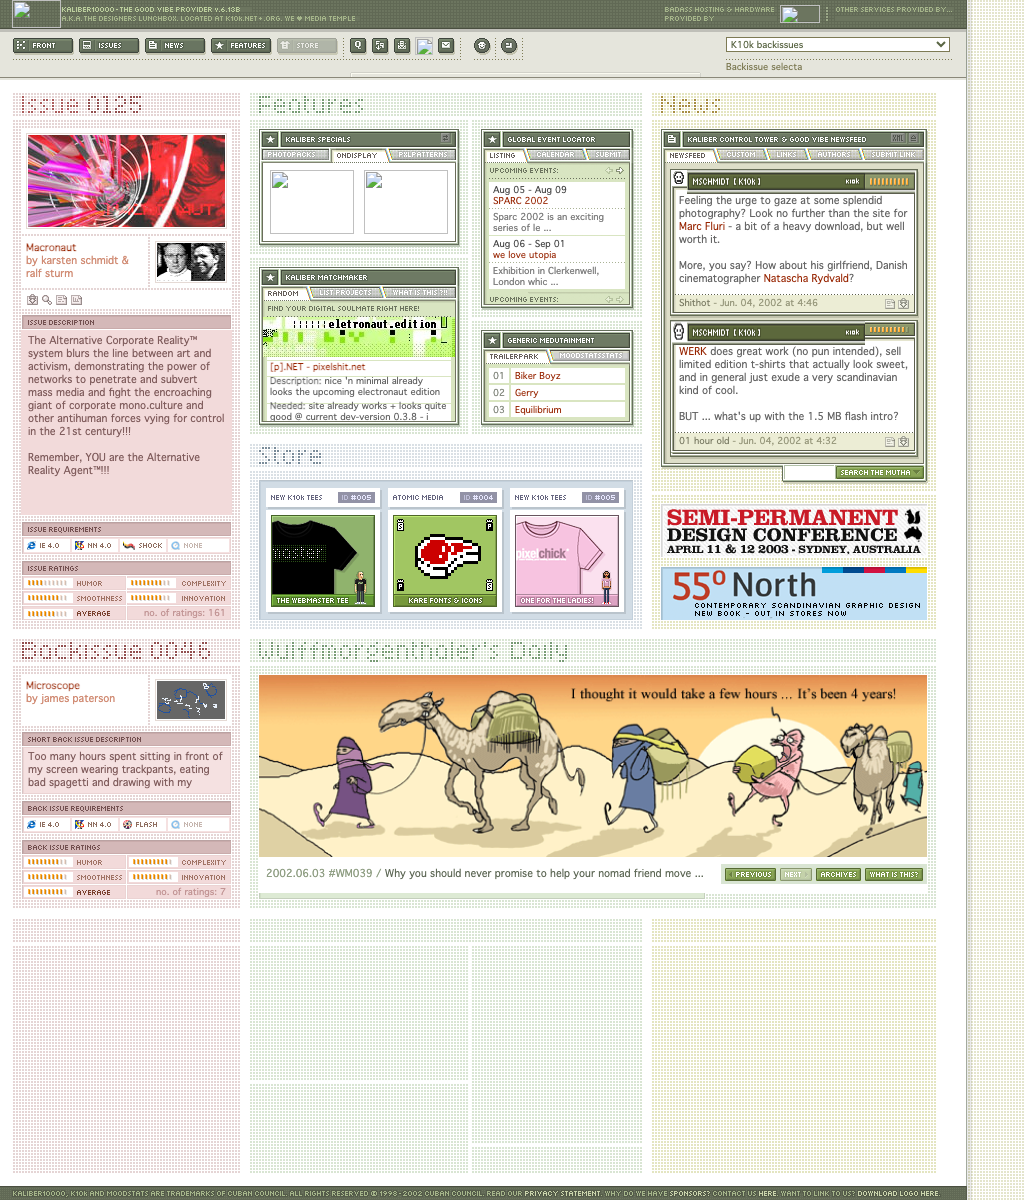 KALIBER10000 - THE GOOD VIBE PROVIDER v.6.138
A.K.A. THE DESIGNERS LUNCHBOX. LOCATED AT K10K.NET+.ORG. WE ♥ MEDIA TEMPLE
BADASS HOSTING & HARDWARE
PROVIDED BY
OTHER SERVICES PROVIDED BY...
FRONT
ISSUES
NEWS
FEATURES
STORE
K10k backissues
Backissue selecta
Issue 0125
Macronaut
by karsten schmidt &
ralf sturm
ISSUE DESCRIPTION
The Alternative Corporate Reality™
system blurs the line between art and
activism, demonstrating the power of
networks to penetrate and subvert
mass media and fight the encroaching
giant of corporate mono.culture and
other antihuman forces vying for control
in the 21st century!!!
Remember, YOU are the Alternative
Reality Agent™!!!
ISSUE REQUIREMENTS
IE 4.0
NN 4.0
SHOCK
NONE
ISSUE RATINGS
HUMOR
COMPLEXITY
SMOOTHNESS
INNOVATION
AVERAGE
no. of ratings: 161
Features
KALIBER SPECIALS
PHOTOPACKS
ONDISPLAY
PXLPATTERNS
KALIBER MATCHMAKER
RANDOM
LIST PROJECTS
WHAT IS THIS?!!
FIND YOUR DIGITAL SOULMATE RIGHT HERE!
eletronaut.edition
[p].NET - pixelshit.net
Description: nice 'n minimal already
looks the upcoming electronaut edition
Needed: site already works + looks quite
good @ current dev-version 0.3.8 - i
GLOBAL EVENT LOCATOR
LISTING
CALENDAR
SUBMIT
UPCOMING EVENTS:
Aug 05 - Aug 09
SPARC 2002
Sparc 2002 is an exciting
series of le ...
Aug 06 - Sep 01
we love utopia
Exhibition in Clerkenwell,
London whic ...
UPCOMING EVENTS:
GENERIC MEDUTAINMENT
TRAILERPARK
MOODSTATSSTATS
01 Biker Boyz
02 Gerry
03 Equilibrium
Store
NEW K10K TEES
ID #005
ATOMIC MEDIA
ID #004
NEW K10K TEES
ID #005
THE WEBMASTER TEE
KARE FONTS & ICONS
pixelchick
ONE FOR THE LADIES!
News
KALIBER CONTROL TOWER & GOOD VIBE NEWSFEED
XML
NEWSFEED
CUSTOM
LINKS
AUTHORS
SUBMIT LINK
MSCHMIDT [ K10K ]
K10K
Feeling the urge to gaze at some splendid
photography? Look no further than the site for
Marc Fluri - a bit of a heavy download, but well
worth it.
More, you say? How about his girlfriend, Danish
cinematographer Natascha Rydvald?
Shithot - Jun. 04, 2002 at 4:46
MSCHMIDT [ K10K ]
K10K
WERK does great work (no pun intended), sell
limited edition t-shirts that actually look sweet,
and in general just exude a very scandinavian
kind of cool.
BUT ... what's up with the 1.5 MB flash intro?
01 hour old - Jun. 04, 2002 at 4:32
SEARCH THE MUTHA
SEMI-PERMANENT
DESIGN CONFERENCE
APRIL 11 & 12 2003 - SYDNEY, AUSTRALIA
55° North
CONTEMPORARY SCANDINAVIAN GRAPHIC DESIGN
NEW BOOK - OUT IN STORES NOW
Backissue 0046
Microscope
by james paterson
SHORT BACK ISSUE DESCRIPTION
Too many hours spent sitting in front of
my screen wearing trackpants, eating
bad spagetti and drawing with my
BACK ISSUE REQUIREMENTS
IE 4.0
NN 4.0
FLASH
NONE
BACK ISSUE RATINGS
HUMOR
COMPLEXITY
SMOOTHNESS
INNOVATION
AVERAGE
no. of ratings: 7
Wulffmorgenthaler's Daily
I thought it would take a few hours ... It's been 4 years!
2002.06.03 #WM039 / Why you should never promise to help your nomad friend move ...
PREVIOUS
NEXT
ARCHIVES
WHAT IS THIS?
KALIBER10000, K10K AND MOODSTATS ARE TRADEMARKS OF CUBAN COUNCIL. ALL RIGHTS RESERVED © 1998 - 2002 CUBAN COUNCIL. READ OUR PRIVACY STATEMENT. WHY DO WE HAVE SPONSORS? CONTACT US HERE. WANT TO LINK TO US? DOWNLOAD LOGO HERE.